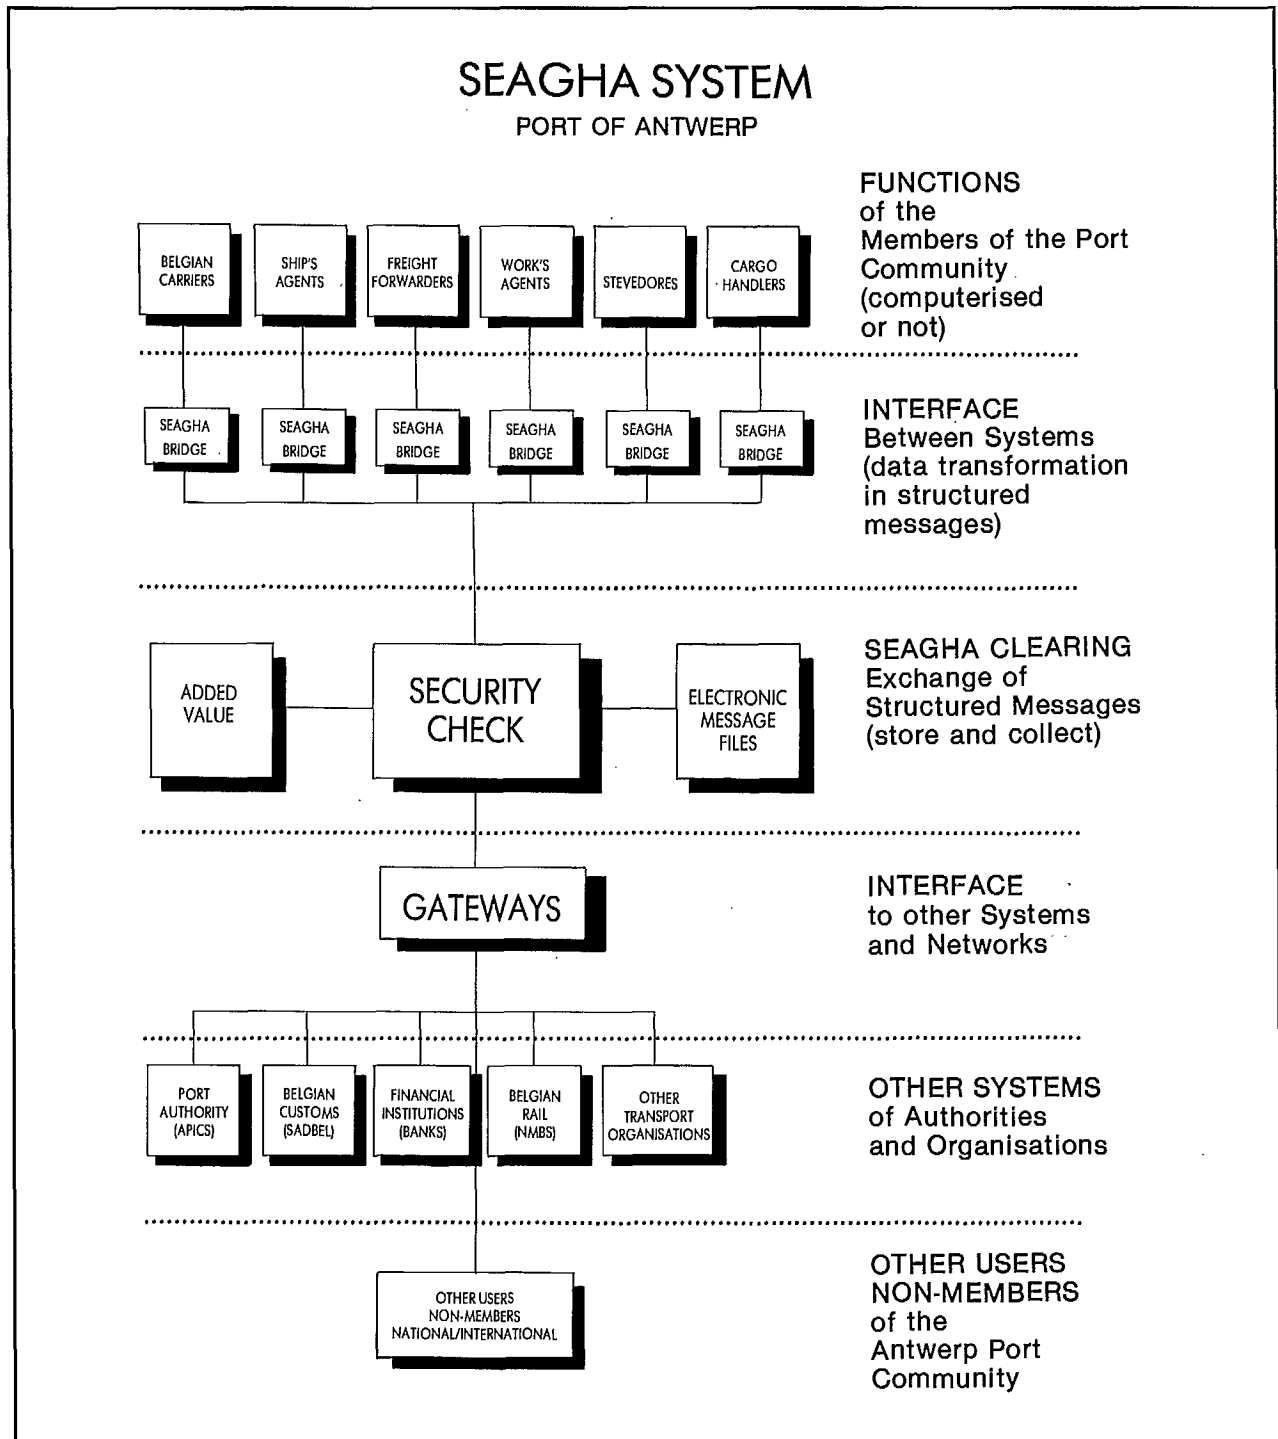 SEAGHA SYSTEM
PORT OF ANTWERP
FUNCTIONS
of the
Members of the Port
Community
(computerised
or not)
BELGIAN
CARRIERS
SHIP'S
AGENTS
FREIGHT
FORWARDERS
WORK'S
AGENTS
STEVEDORES
CARGO
HANDLERS
INTERFACE
Between Systems
(data transformation
in structured
messages)
SEAGHA
BRIDGE
SEAGHA
BRIDGE
SEAGHA
BRIDGE
SEAGHA
BRIDGE
SEAGHA
BRIDGE
SEAGHA
BRIDGE
SEAGHA CLEARING
Exchange of
Structured Messages
(store and collect)
ADDED
VALUE
SECURITY
CHECK
ELECTRONIC
MESSAGE
FILES
INTERFACE
to other Systems
and Networks
GATEWAYS
OTHER SYSTEMS
of Authorities
and Organisations
PORT
AUTHORITY
(APICS)
BELGIAN
CUSTOMS
(SADBEL)
FINANCIAL
INSTITUTIONS
(BANKS)
BELGIAN
RAIL
(NMBS)
OTHER
TRANSPORT
ORGANISATIONS
OTHER USERS
NON-MEMBERS
of the
Antwerp Port
Community
OTHER USERS
NON-MEMBERS
NATIONAL/INTERNATIONAL